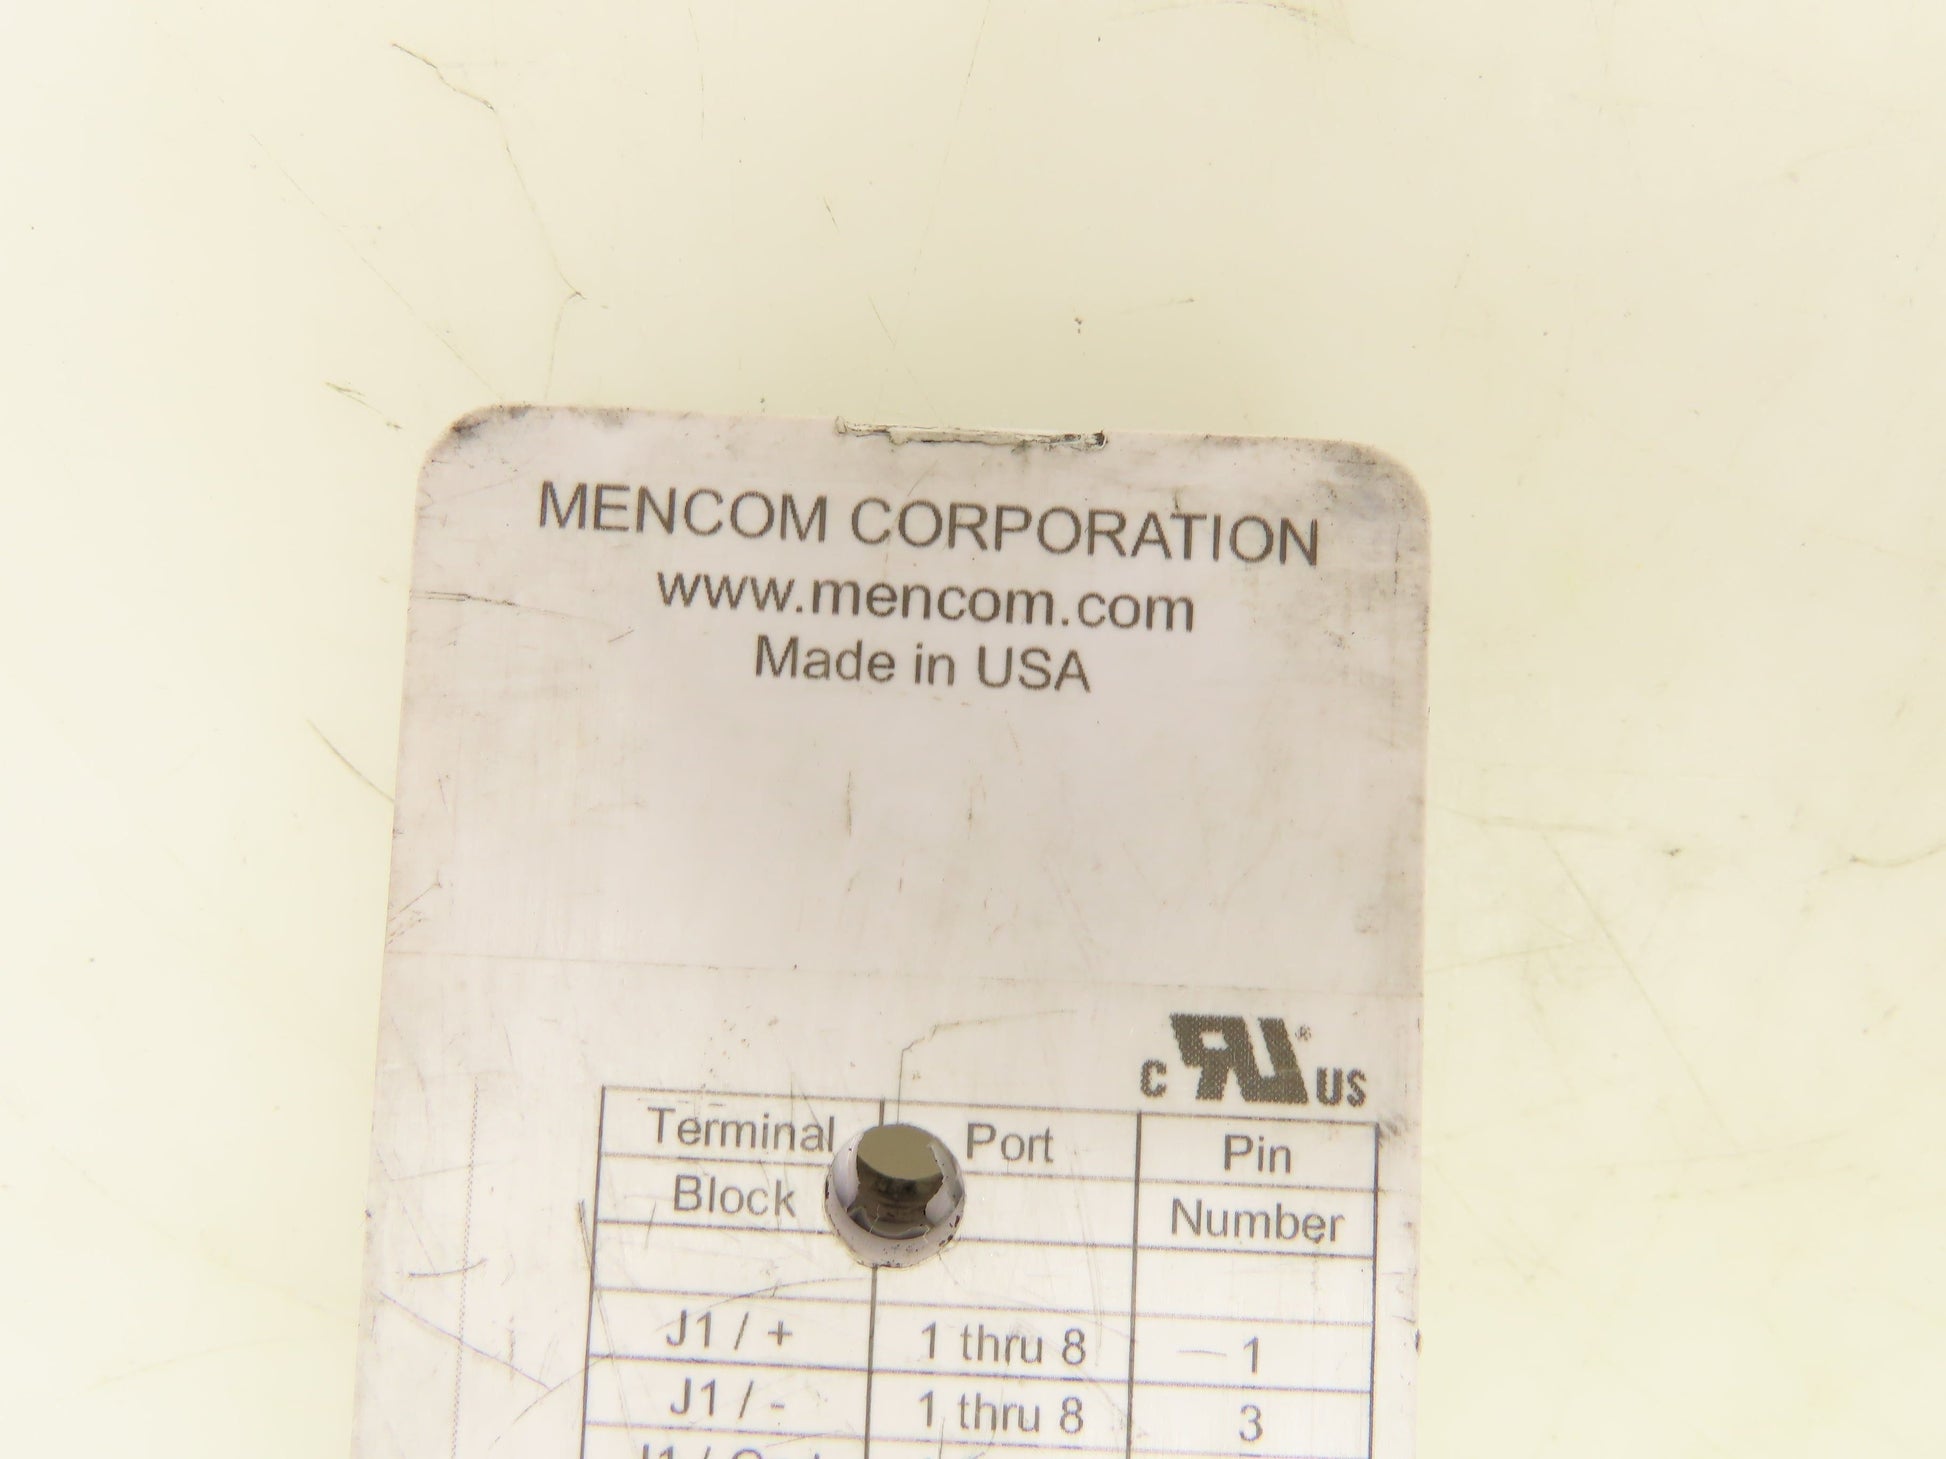 MENCOM CORPORATION
www.mencom.com
Made in USA
c RU ® US
Terminal Port Pin
Block Number
J1 / + 1 thru 8 1
J1 / - 1 thru 8 3